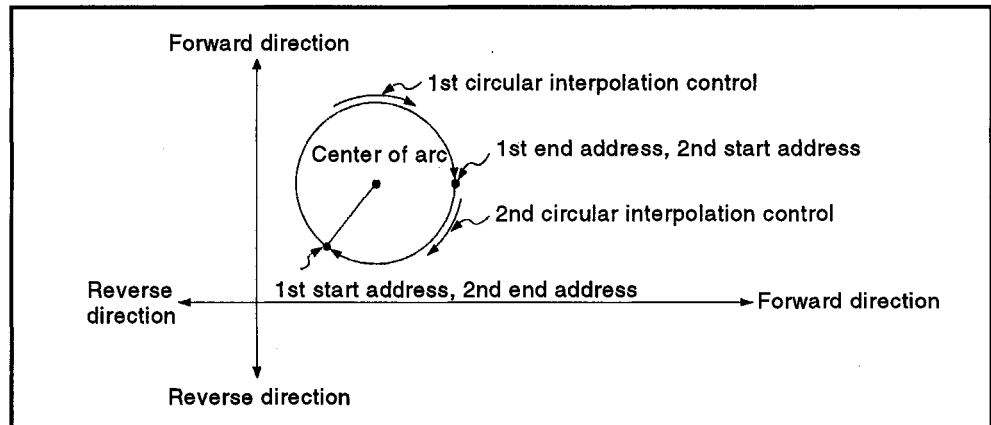 Forward direction
1st circular interpolation control
Center of arc
1st end address, 2nd start address
2nd circular interpolation control
1st start address, 2nd end address
Reverse
direction
Forward direction
Reverse direction